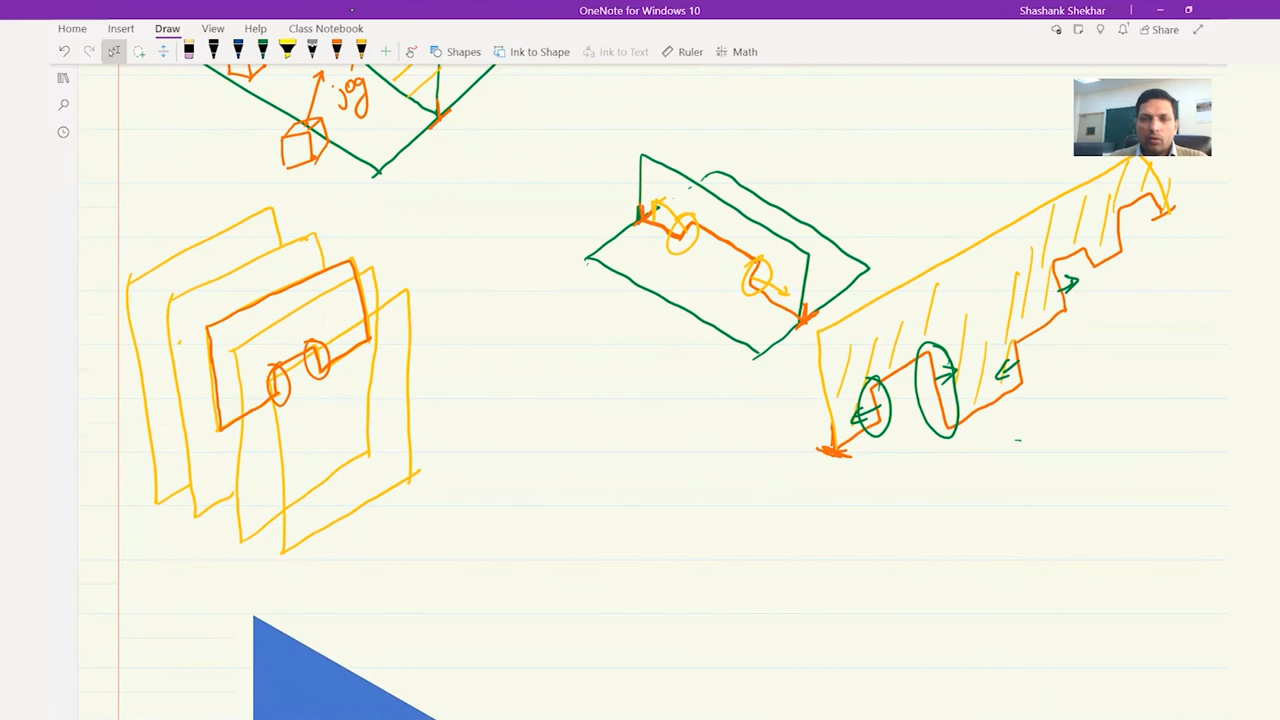 OneNote for Windows 10
Shashank Shekhar
Home Insert Draw View Help Class Notebook
Share
Shapes Ink to Shape Ink to Text Ruler Math
jog